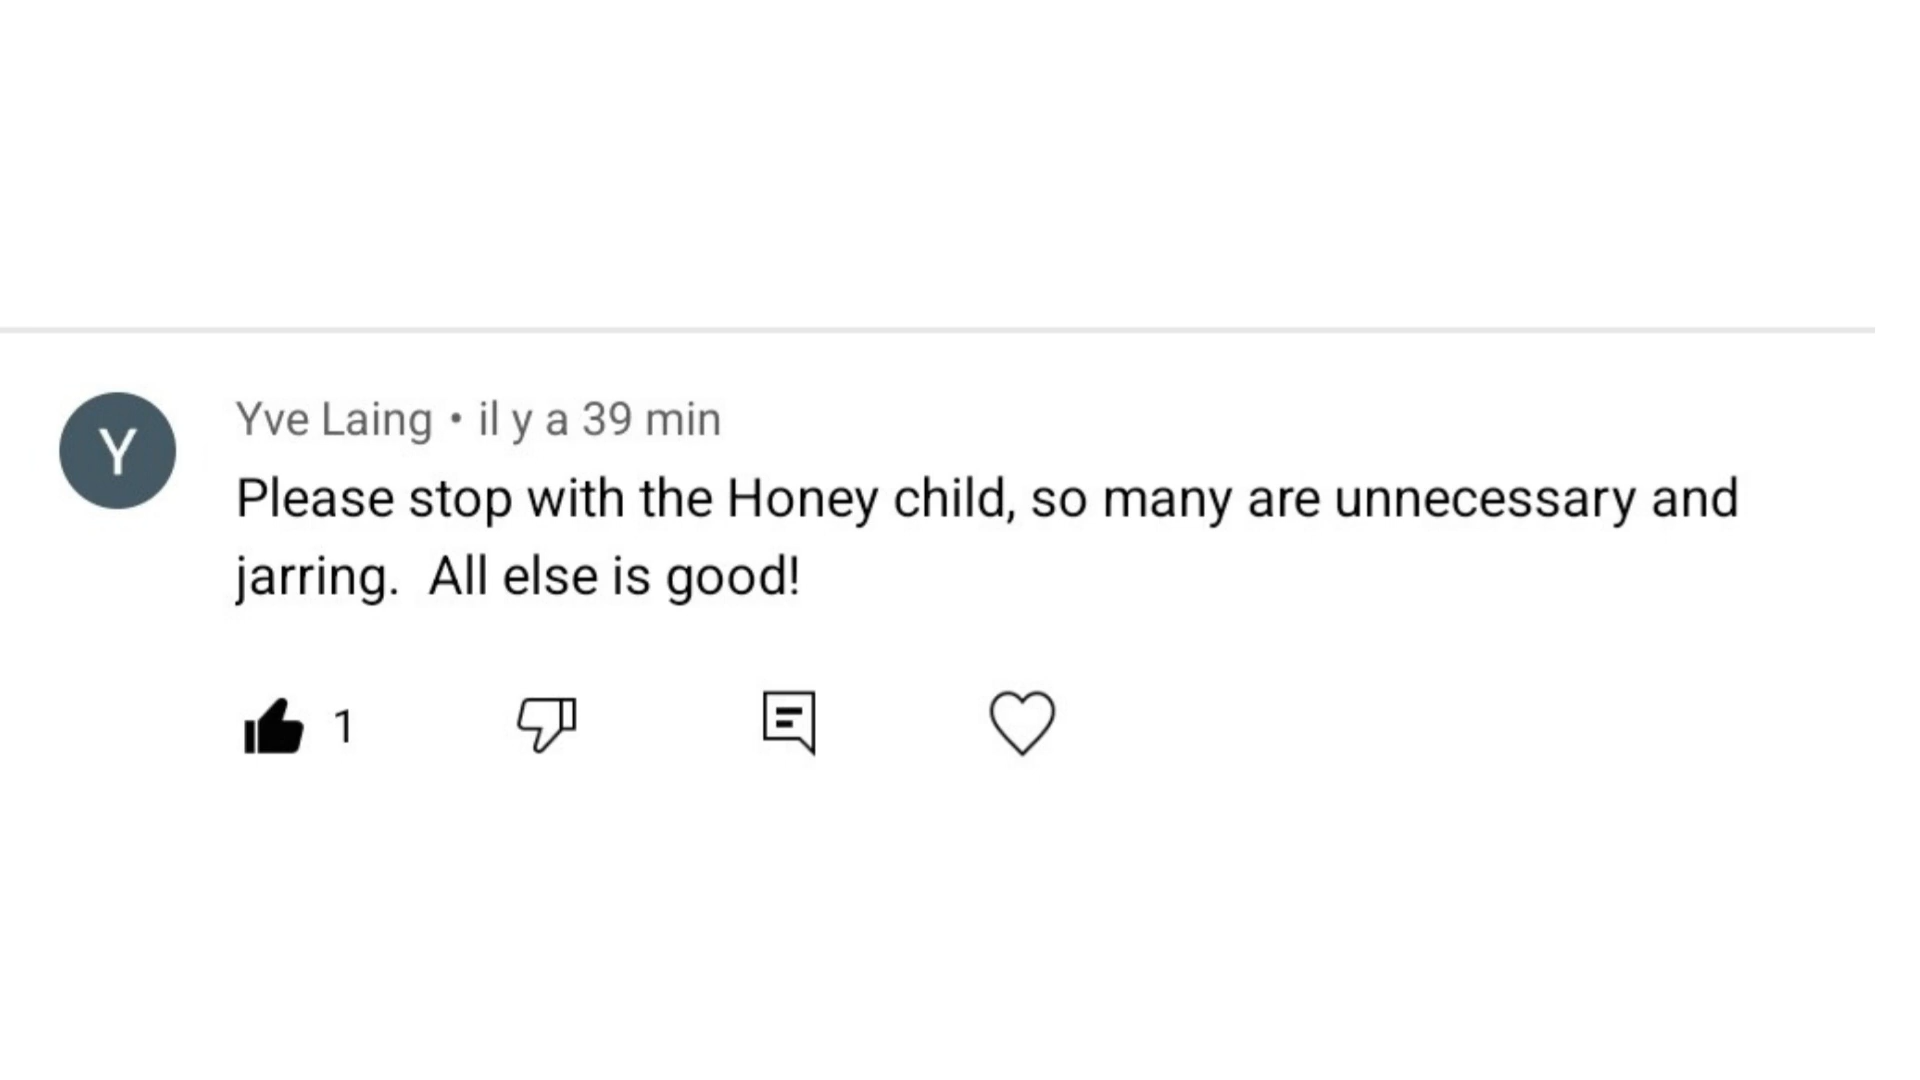 Y
Yve Laing • il y a 39 min
Please stop with the Honey child, so many are unnecessary and
jarring.  All else is good!
1